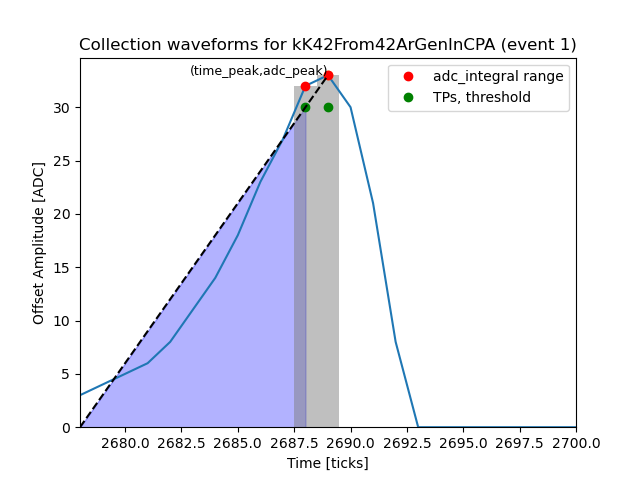 Collection waveforms for kK42From42ArGenInCPA (event 1)
(time_peak,adc_peak)
adc_integral range
TPs, threshold
30
25
20
15
10
5
0
Offset Amplitude [ADC]
2680.0 2682.5 2685.0 2687.5 2690.0 2692.5 2695.0 2697.5 2700.0
Time [ticks]